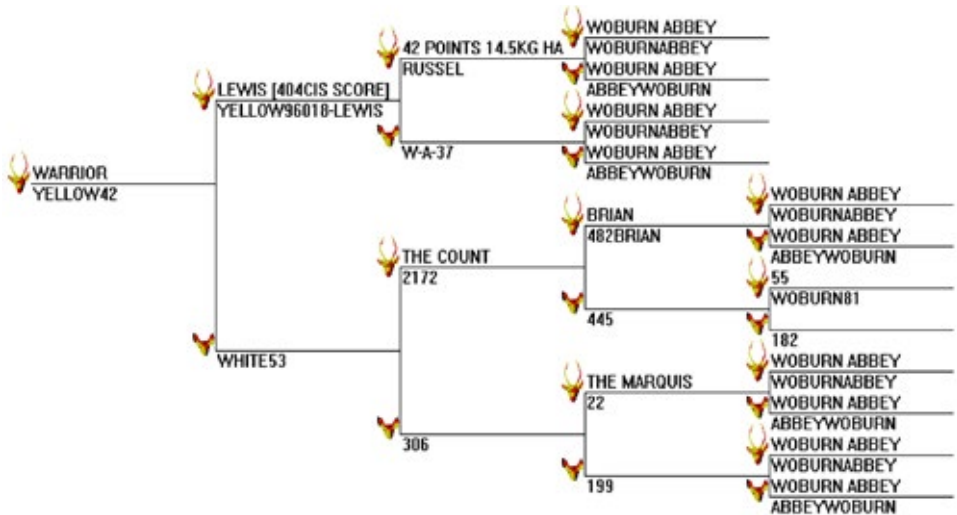 WOBURN ABBEY
42 POINTS 14.5KG HA
WOBURNABBEY
RUSSEL
WOBURN ABBEY
LEWIS [404CIS SCORE]
ABBEYWOBURN
YELLOW96018-LEWIS
WOBURN ABBEY
WOBURNABBEY
W-A-37
WOBURN ABBEY
WARRIOR
ABBEYWOBURN
YELLOW42
WOBURN ABBEY
BRIAN
WOBURNABBEY
482BRIAN
WOBURN ABBEY
THE COUNT
ABBEYWOBURN
2172
55
WOBURN81
445
182
WHITE53
WOBURN ABBEY
THE MARQUIS
WOBURNABBEY
22
WOBURN ABBEY
ABBEYWOBURN
306
WOBURN ABBEY
WOBURNABBEY
199
WOBURN ABBEY
ABBEYWOBURN